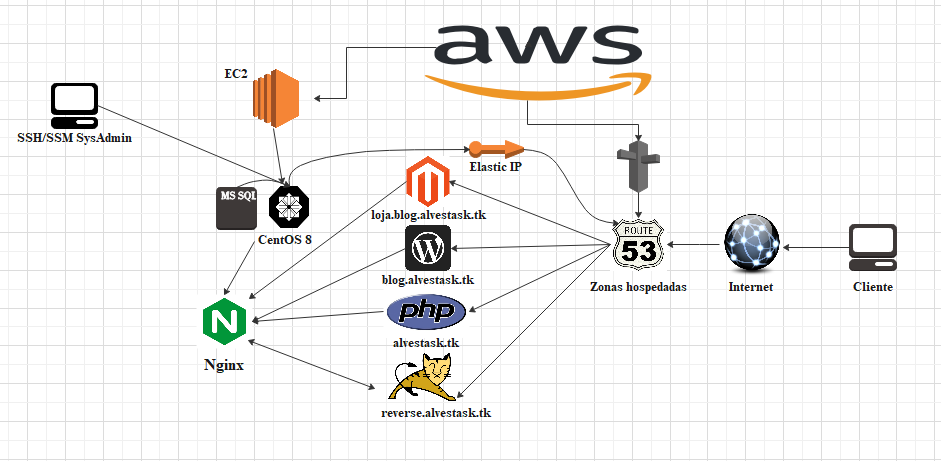 aws
EC2
SSH/SSM SysAdmin
Elastic IP
MS SQL
loja.blog.alvestask.tk
CentOS 8
ROUTE
53
W
blog.alvestask.tk
Zonas hospedadas
Internet
Cliente
N
php
Nginx
alvestask.tk
reverse.alvestask.tk